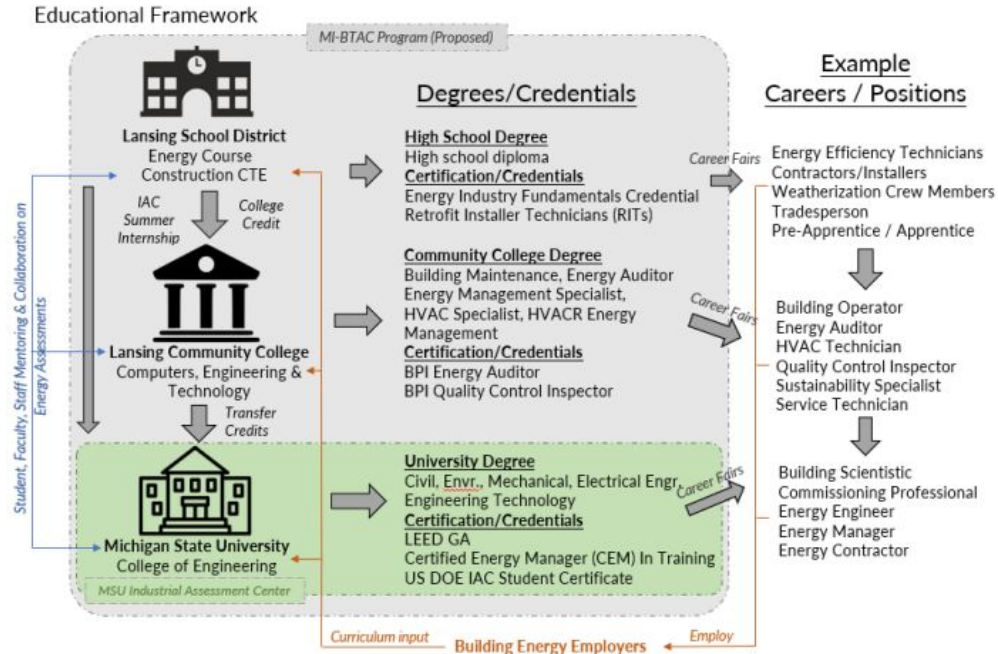 Educational Framework
MI-BTAC Program (Proposed)
Lansing School District
Energy Course
Construction CTE
IAC
Summer
Internship
College
Credit
Lansing Community College
Computers, Engineering &
Technology
Transfer
Credits
Michigan State University
College of Engineering
MSU Industrial Assessment Center
Student, Faculty, Staff Mentoring & Collaboration on
Energy Assessments
Degrees/Credentials
High School Degree
High school diploma
Certification/Credentials
Energy Industry Fundamentals Credential
Retrofit Installer Technicians (RITs)
Community College Degree
Building Maintenance, Energy Auditor
Energy Management Specialist,
HVAC Specialist, HVACR Energy
Management
Certification/Credentials
BPI Energy Auditor
BPI Quality Control Inspector
University Degree
Civil, Envr., Mechanical, Electrical Engr,
Engineering Technology
Certification/Credentials
LEED GA
Certified Energy Manager (CEM) In Training
US DOE IAC Student Certificate
Career Fairs
Career Fairs
Career Fairs
Example
Careers / Positions
Energy Efficiency Technicians
Contractors/Installers
Weatherization Crew Members
Tradesperson
Pre-Apprentice / Apprentice
Building Operator
Energy Auditor
HVAC Technician
Quality Control Inspector
Sustainability Specialist
Service Technician
Building Scientistic
Commissioning Professional
Energy Engineer
Energy Manager
Energy Contractor
Curriculum input
Building Energy Employers
Employ